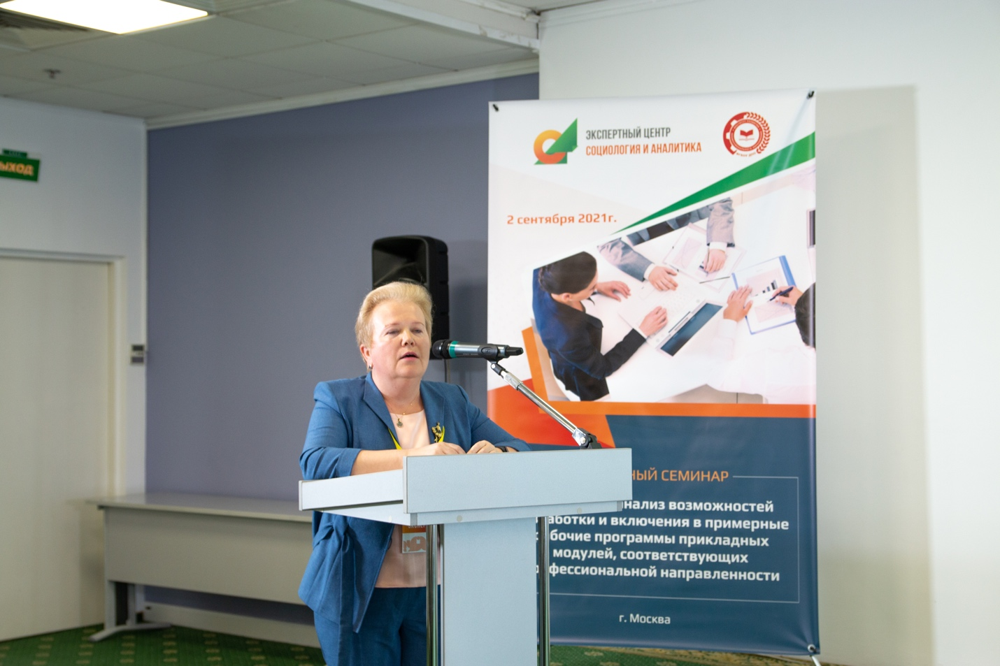 ЭКСПЕРТНЫЙ ЦЕНТР
СОЦИОЛОГИЯ И АНАЛИТИКА
2 сентября 2021г.
ЫХОД
НЫЙ СЕМИНАР
нализ возможностей
аботки и включения в примерные
бочие программы прикладных
модулей, соответствующих
фессиональной направленности
г. Москва